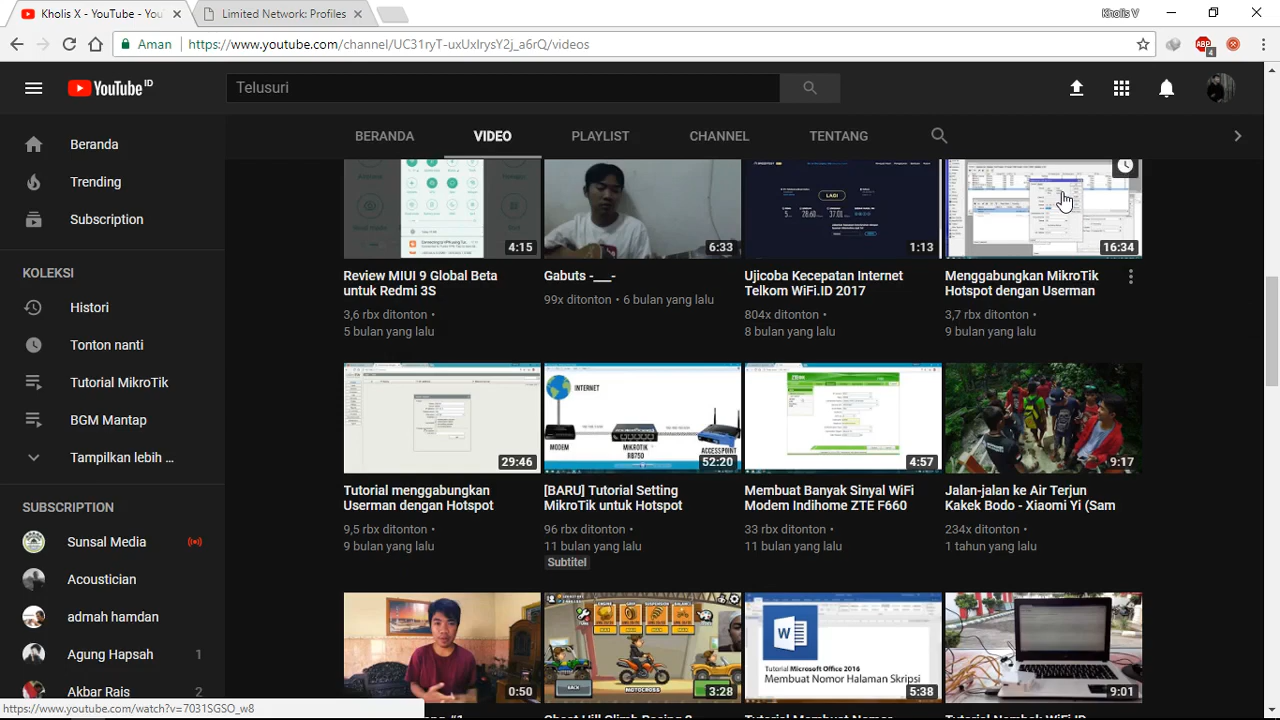 Kholis X - YouTube - You
Limited Network: Profiles
Kholis V
Aman
https://www.youtube.com/channel/UC31ryT-uxUxIrysY2j_a6rQ/videos
ABP
4
YouTube ID
Telusuri
BERANDA
VIDEO
PLAYLIST
CHANNEL
TENTANG
Beranda
Trending
Subscription
KOLEKSI
Histori
Tonton nanti
Tutorial MikroTik
Tampilkan lebih...
SUBSCRIPTION
Sunsal Media
Acoustician
Agung Hapsah 1
Akbar Rais 2
4:15
6:33
LAGI
1:13
16:34
Review MIUI 9 Global Beta
untuk Redmi 3S
3,6 rbx ditonton •
5 bulan yang lalu
Gabuts -___-
99x ditonton • 6 bulan yang lalu
Ujicoba Kecepatan Internet
Telkom WiFi.ID 2017
804x ditonton •
8 bulan yang lalu
Menggabungkan MikroTik
Hotspot dengan Userman
3,7 rbx ditonton •
9 bulan yang lalu
29:46
INTERNET
MODEM
MIKROTIK
RB750
ACCESSPOINT
52:20
4:57
9:17
Tutorial menggabungkan
Userman dengan Hotspot
9,5 rbx ditonton •
9 bulan yang lalu
[BARU] Tutorial Setting
MikroTik untuk Hotspot
96 rbx ditonton •
11 bulan yang lalu
Subtitel
Membuat Banyak Sinyal WiFi
Modem Indihome ZTE F660
33 rbx ditonton •
11 bulan yang lalu
Jalan-jalan ke Air Terjun
Kakek Bodo - Xiaomi Yi (Sam
234x ditonton •
1 tahun yang lalu
0:50
BACK
MOTOCROSS
3:28
Tutorial Microsoft Office 2016
Membuat Nomor Halaman Skripsi
5:38
9:01
https://www.youtube.com/watch?v=7031SGSO_w8